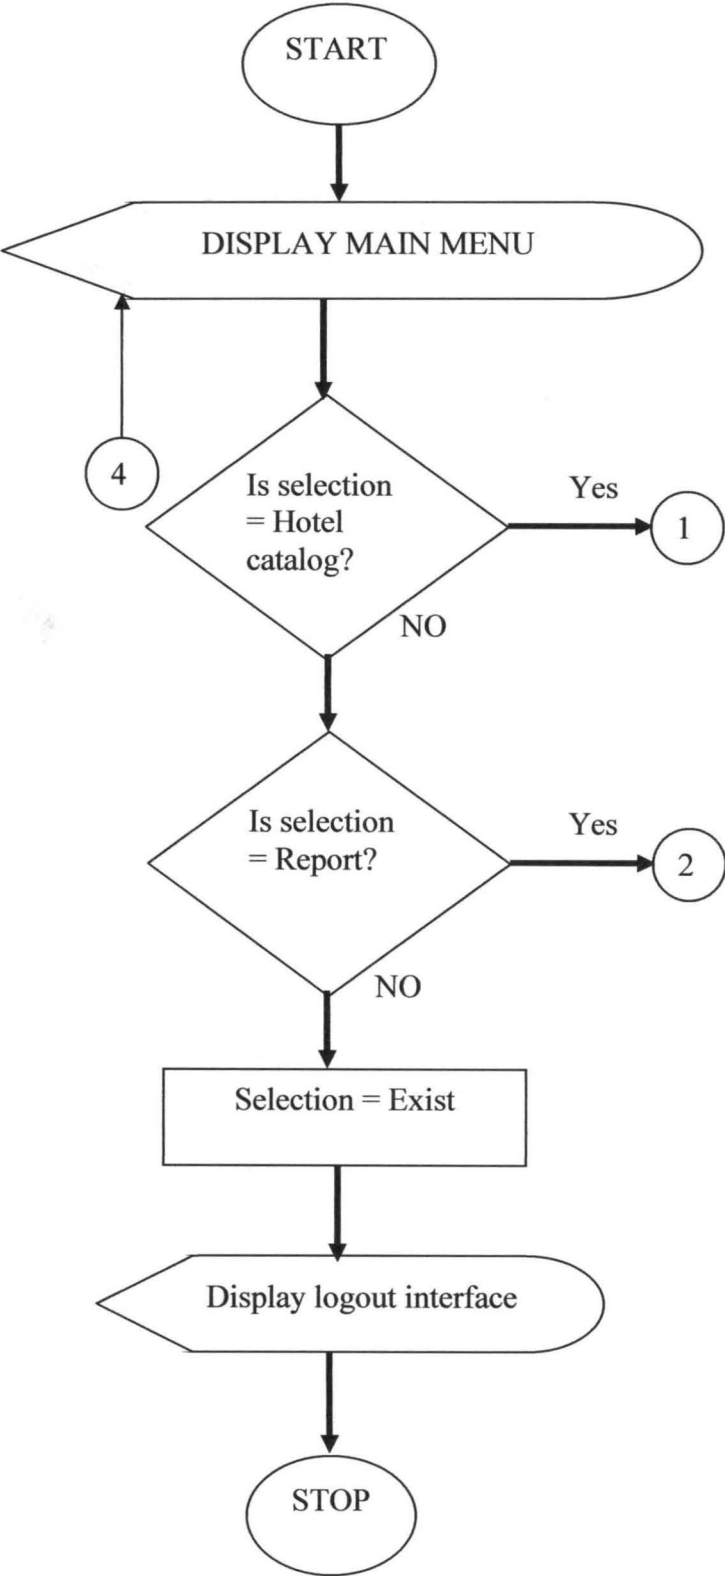 START
DISPLAY MAIN MENU
4
Is selection
= Hotel
catalog?
Yes
1
NO
Is selection
= Report?
Yes
2
NO
Selection = Exist
Display logout interface
STOP